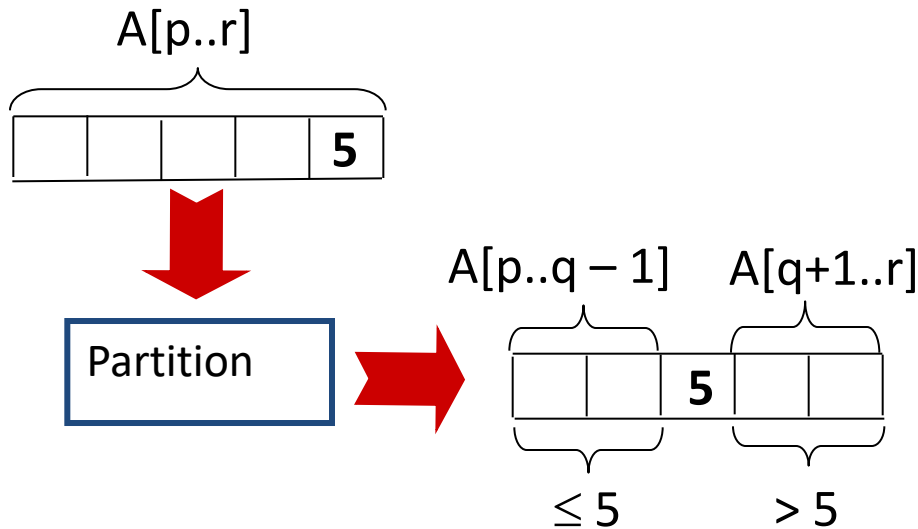 A[p..r]
5
Partition
A[p..q – 1] A[q+1..r]
5
≤ 5 > 5